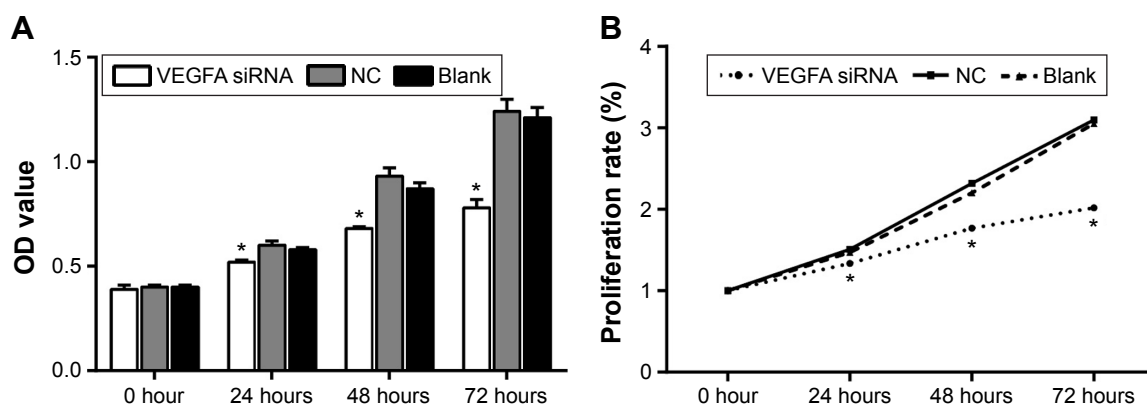 A
OD value
1.5
1.0
0.5
0.0
VEGFA siRNA NC Blank
*
*
*
0 hour 24 hours 48 hours 72 hours
B
Proliferation rate (%)
4
3
2
1
0
VEGFA siRNA NC Blank
*
*
*
0 hour 24 hours 48 hours 72 hours